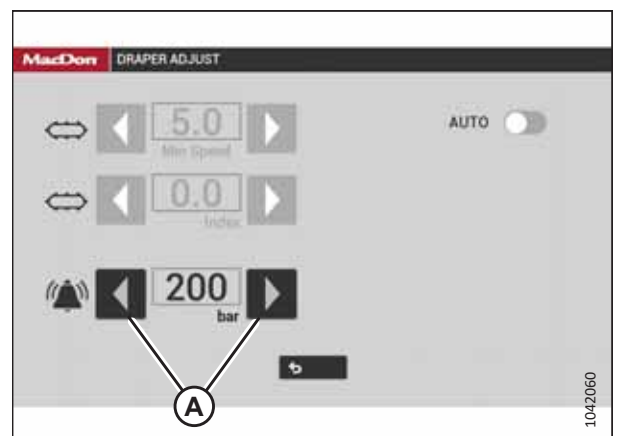 MacDon DRAPER ADJUST
5.0
Min Speed
AUTO
0.0
Index
200
bar
A
1042060